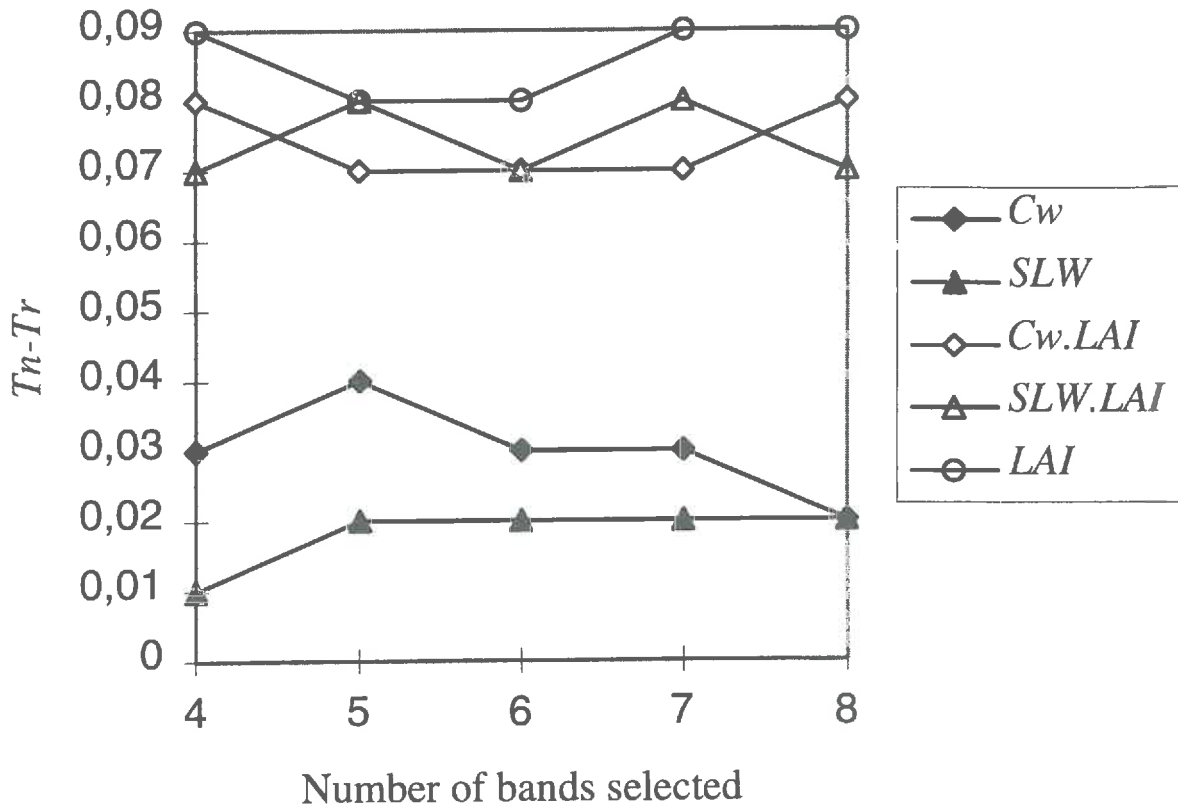 0,09
0,08
0,07
0,06
0,05
0,04
0,03
0,02
0,01
0
Tn-Tr
4 5 6 7 8
Number of bands selected
Cw
SLW
Cw.LAI
SLW.LAI
LAI